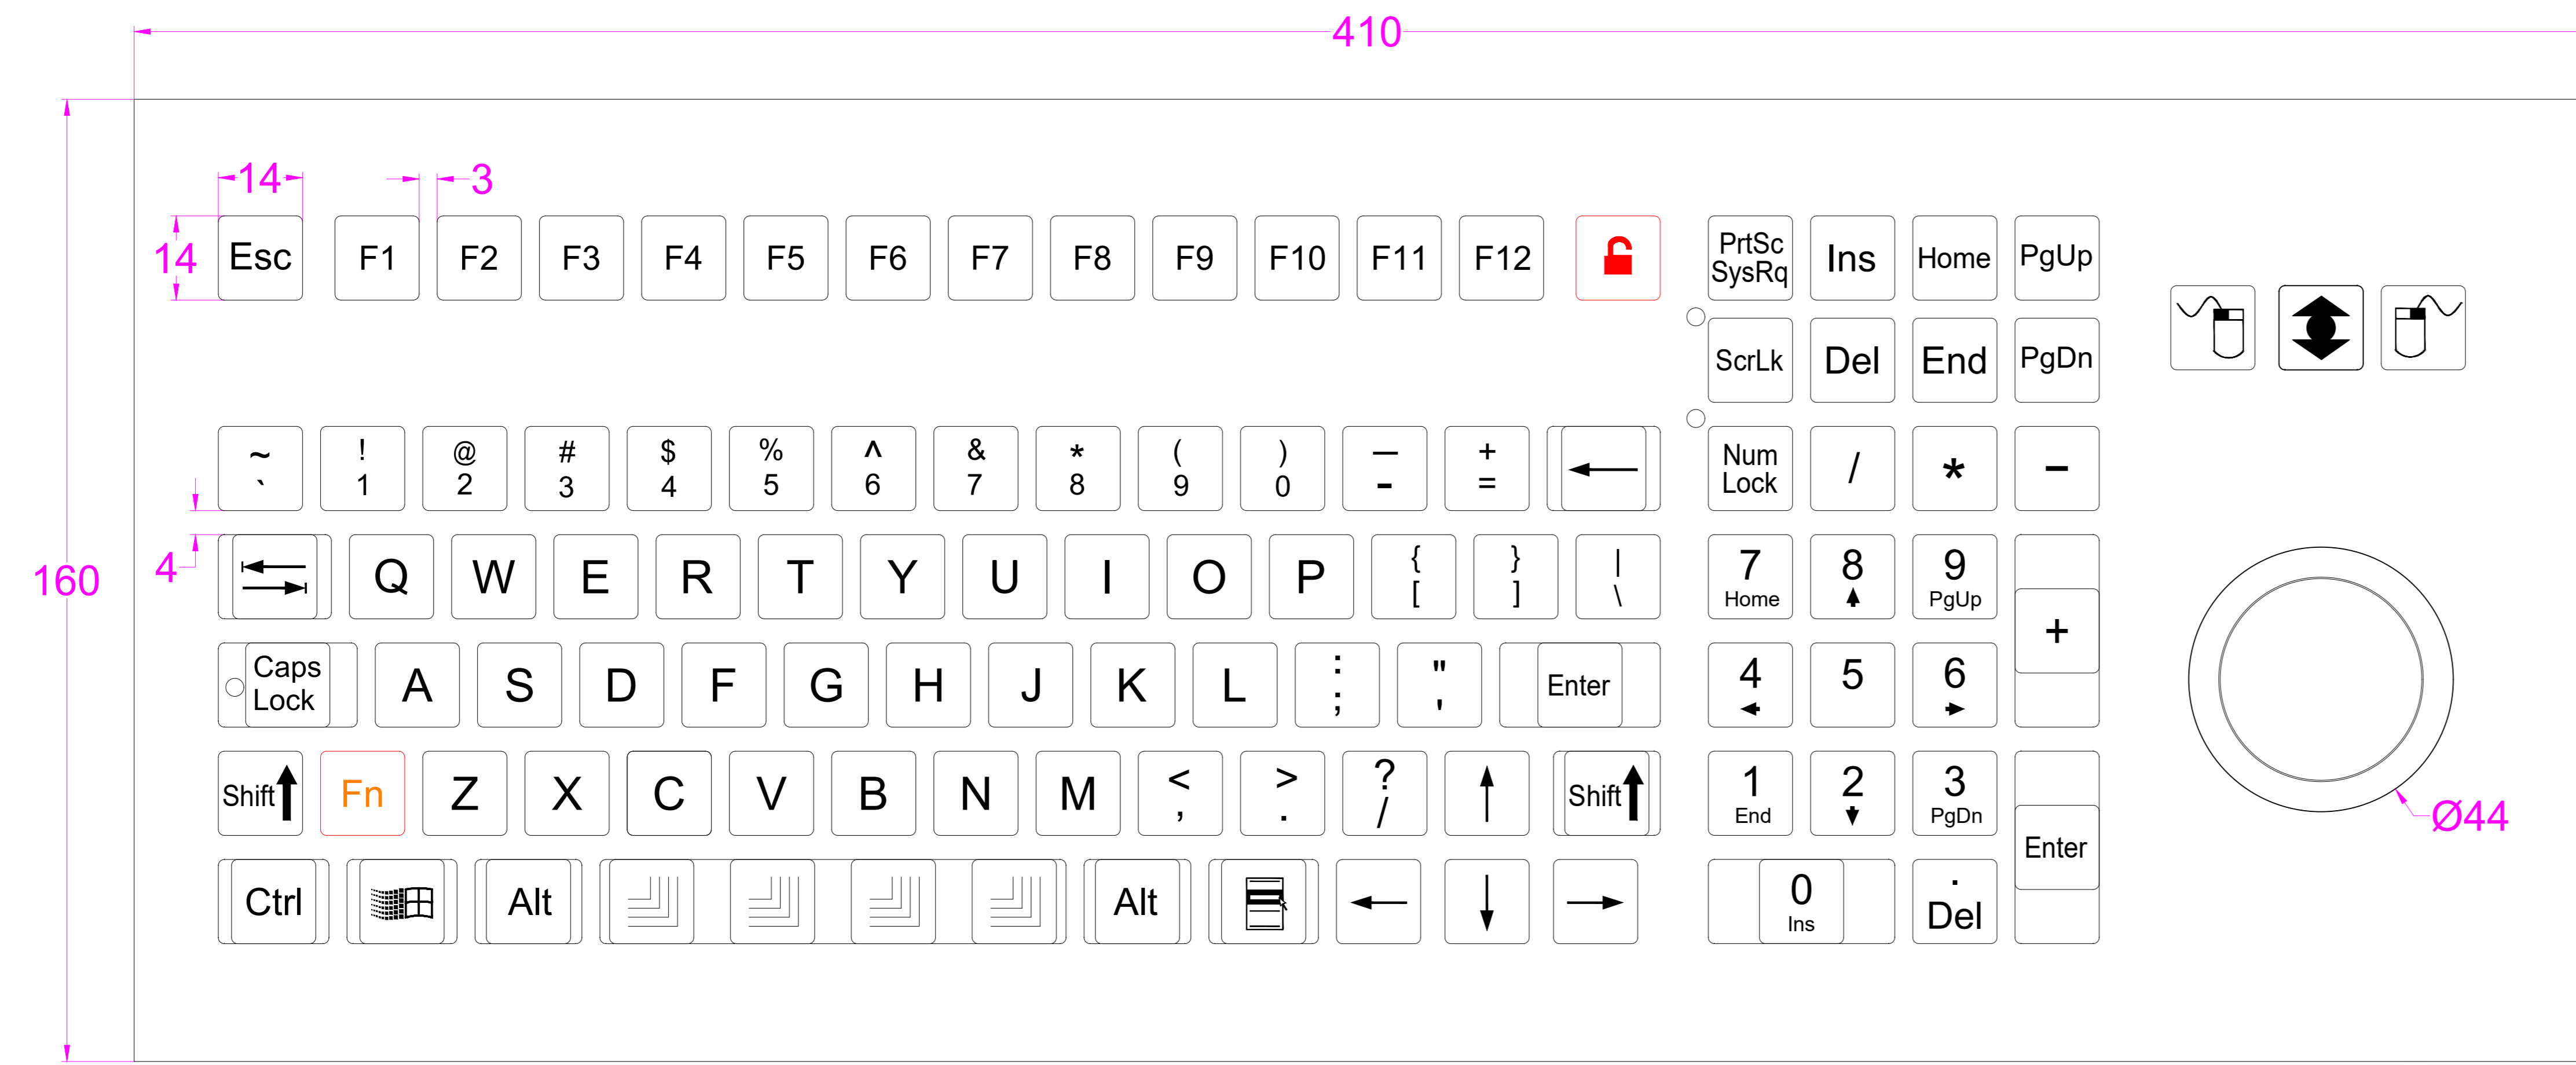 410
14 3
14 Esc F1 F2 F3 F4 F5 F6 F7 F8 F9 F10 F11 F12
PrtSc
SysRq
Ins Home PgUp
ScrLk Del End PgDn
~ ! @ # $ % ^ & * ( ) — +
` 1 2 3 4 5 6 7 8 9 0 - =
Num
Lock
/ * -
4
160
Q W E R T Y U I O P { } |
[ ] \
7 8 9
Home PgUp
+
Caps
Lock
A S D F G H J K L : "
; '
Enter
4 5 6
Shift Fn Z X C V B N M < > ?
, . /
Shift
1 2 3
End PgDn
Enter
Ø44
Ctrl Alt Alt
0
Ins
.
Del